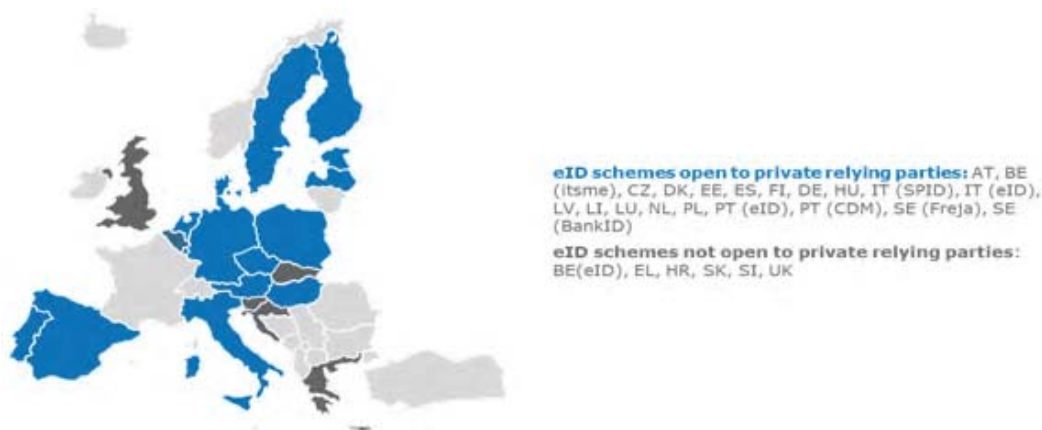 eID schemes open to private relying parties: AT, BE
(itsme), CZ, DK, EE, ES, FI, DE, HU, IT (SPID), IT (eID),
LV, LI, LU, NL, PL, PT (eID), PT (CDM), SE (Freja), SE
(BankID)
eID schemes not open to private relying parties:
BE(eID), EL, HR, SK, SI, UK